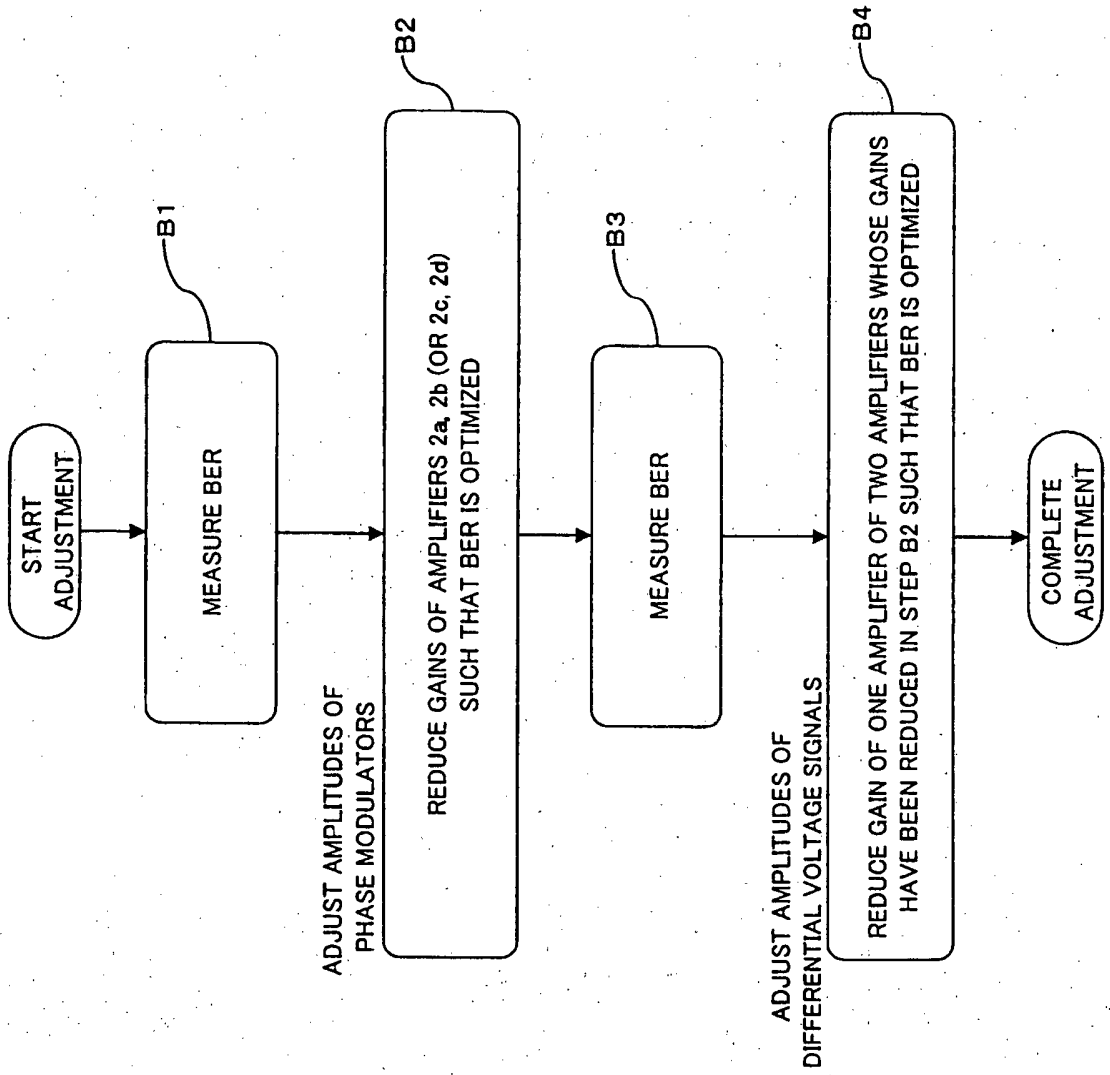 START
ADJUSTMENT
B1
MEASURE BER
ADJUST AMPLITUDES OF
PHASE MODULATORS
B2
REDUCE GAINS OF AMPLIFIERS 2a, 2b (OR 2c, 2d)
SUCH THAT BER IS OPTIMIZED
B3
MEASURE BER
ADJUST AMPLITUDES OF
DIFFERENTIAL VOLTAGE SIGNALS
B4
REDUCE GAIN OF ONE AMPLIFIER OF TWO AMPLIFIERS WHOSE GAINS
HAVE BEEN REDUCED IN STEP B2 SUCH THAT BER IS OPTIMIZED
COMPLETE
ADJUSTMENT